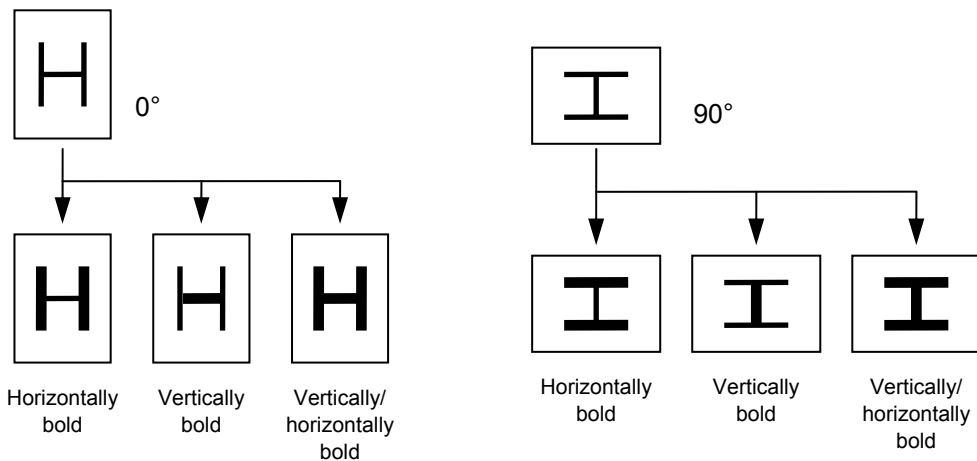 H
0°
H
H
H
Horizontally
bold
Vertically
bold
Vertically/
horizontally
bold
H
90°
H
H
H
Horizontally
bold
Vertically
bold
Vertically/
horizontally
bold